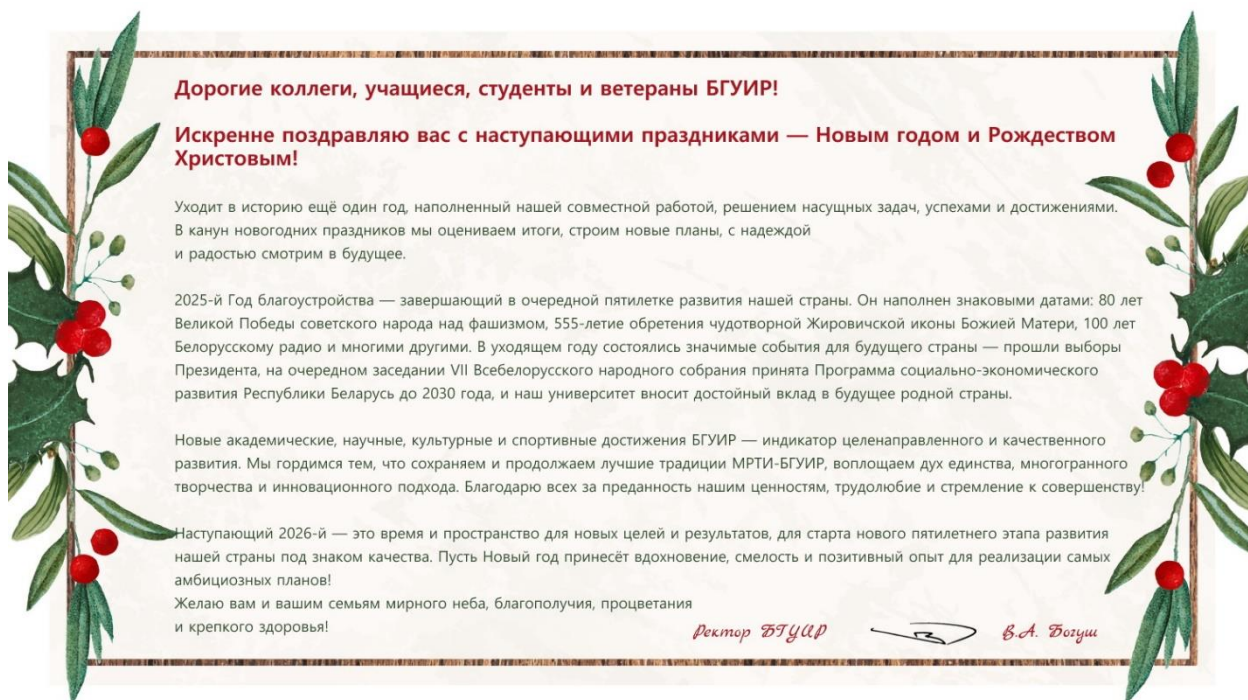 Дорогие коллеги, учащиеся, студенты и ветераны БГУИР!
Искренне поздравляю вас с наступающими праздниками — Новым годом и Рождеством
Христовым!
Уходит в историю ещё один год, наполненный нашей совместной работой, решением насущных задач, успехами и достижениями.
В канун новогодних праздников мы оцениваем итоги, строим новые планы, с надеждой
и радостью смотрим в будущее.
2025-й Год благоустройства — завершающий в очередной пятилетке развития нашей страны. Он наполнен знаковыми датами: 80 лет
Великой Победы советского народа над фашизмом, 555-летие обретения чудотворной Жировичской иконы Божией Матери, 100 лет
Белорусскому радио и многими другими. В уходящем году состоялись значимые события для будущего страны — прошли выборы
Президента, на очередном заседании VII Всебелорусского народного собрания принята Программа социально-экономического
развития Республики Беларусь до 2030 года, и наш университет вносит достойный вклад в будущее родной страны.
Новые академические, научные, культурные и спортивные достижения БГУИР — индикатор целенаправленного и качественного
развития. Мы гордимся тем, что сохраняем и продолжаем лучшие традиции МРТИ-БГУИР, воплощаем дух единства, многогранного
творчества и инновационного подхода. Благодарю всех за преданность нашим ценностям, трудолюбие и стремление к совершенству!
Наступающий 2026-й — это время и пространство для новых целей и результатов, для старта нового пятилетнего этапа развития
нашей страны под знаком качества. Пусть Новый год принесёт вдохновение, смелость и позитивный опыт для реализации самых
амбициозных планов!
Желаю вам и вашим семьям мирного неба, благополучия, процветания
и крепкого здоровья!
Ректор БГУИР В.А. Богуш